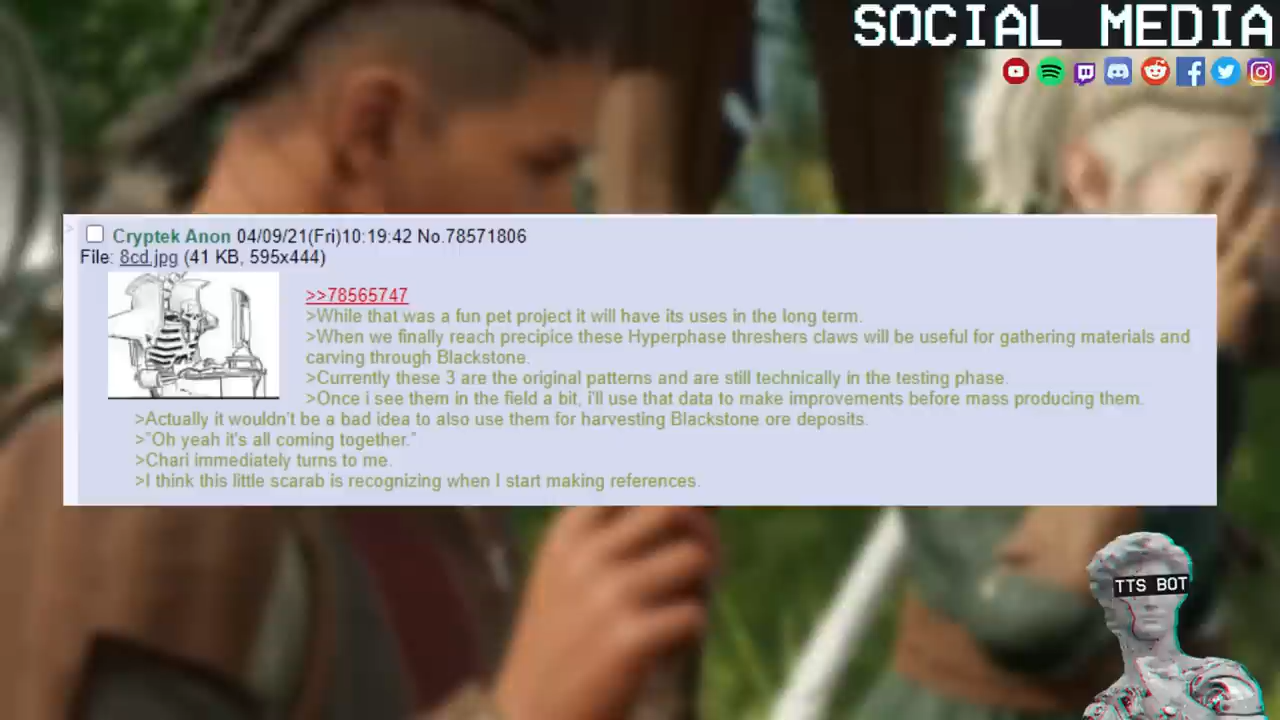 SOCIAL MEDIA
Cryptek Anon 04/09/21(Fri)10:19:42 No.78571806
File: 8cd.jpg (41 KB, 595x444)
>>78565747
>While that was a fun pet project it will have its uses in the long term.
>When we finally reach precipice these Hyperphase threshers claws will be useful for gathering materials and
carving through Blackstone.
>Currently these 3 are the original patterns and are still technically in the testing phase.
>Once i see them in the field a bit, i'll use that data to make improvements before mass producing them.
>Actually it wouldn't be a bad idea to also use them for harvesting Blackstone ore deposits.
>"Oh yeah it's all coming together."
>Chari immediately turns to me.
>I think this little scarab is recognizing when I start making references.
TTS BOT